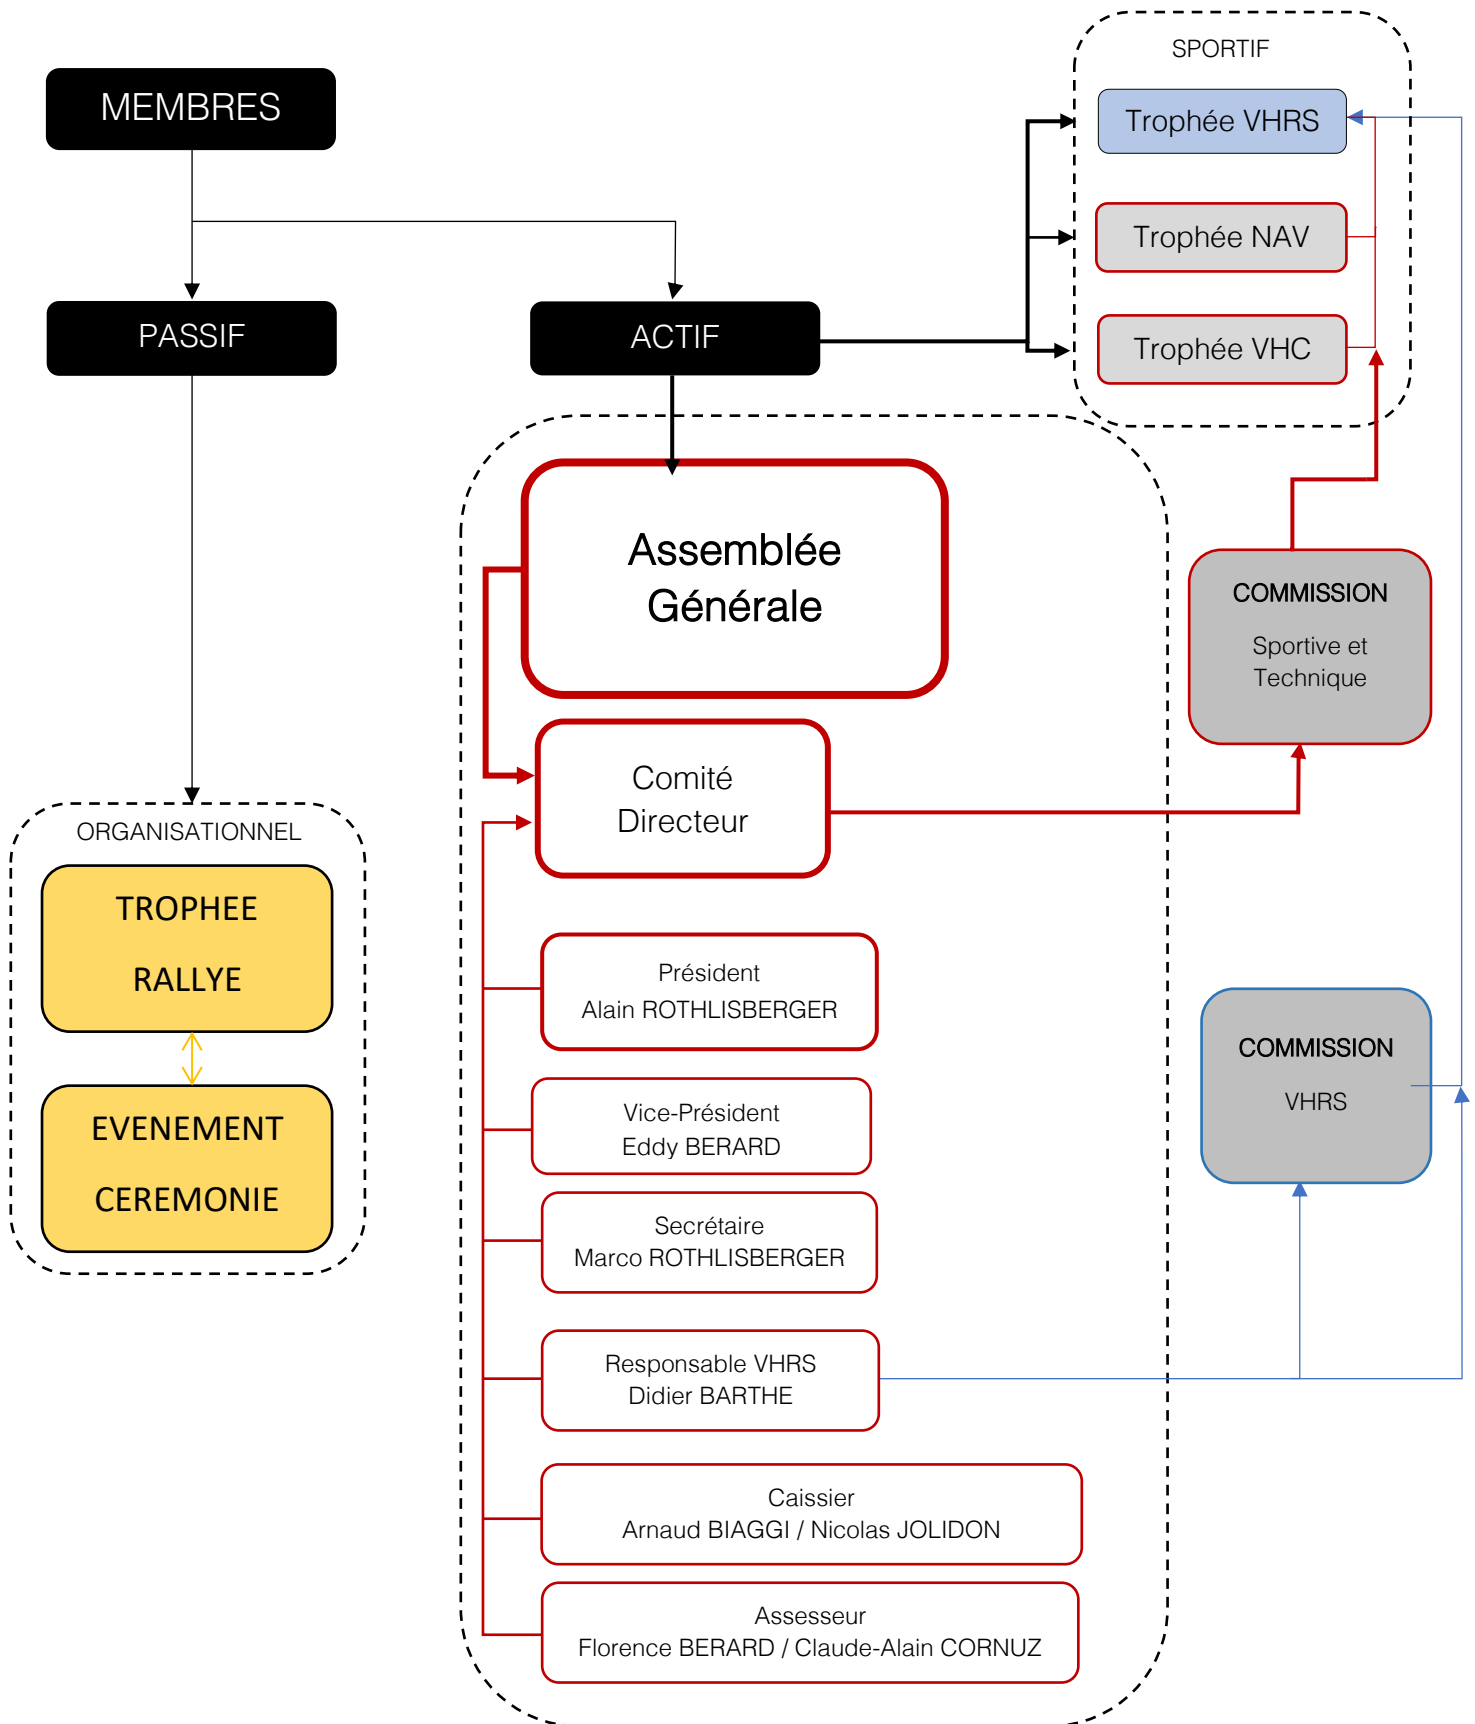 MEMBRES
PASSIF
ACTIF
SPORTIF
Trophée VHRS
Trophée NAV
Trophée VHC
Assemblée
Générale
Comité
Directeur
COMMISSION
Sportive et
Technique
ORGANISATIONNEL
TROPHEE
RALLYE
EVENEMENT
CEREMONIE
Président
Alain ROTHLISBERGER
Vice-Président
Eddy BERARD
Secrétaire
Marco ROTHLISBERGER
Responsable VHRS
Didier BARTHE
Caissier
Arnaud BIAGGI / Nicolas JOLIDON
Assesseur
Florence BERARD / Claude-Alain CORNUZ
COMMISSION
VHRS